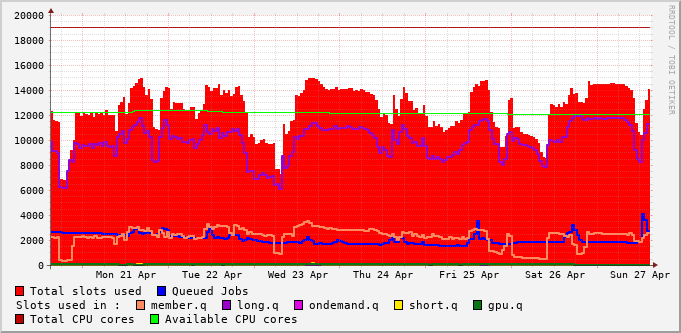 RRDTOOL / TOBI OETIKER
20000
18000
16000
14000
12000
10000
8000
6000
4000
2000
0
Mon 21 Apr Tue 22 Apr Wed 23 Apr Thu 24 Apr Fri 25 Apr Sat 26 Apr Sun 27 Apr
Total slots used Queued Jobs
Slots used in : member.q long.q ondemand.q short.q gpu.q
Total CPU cores Available CPU cores